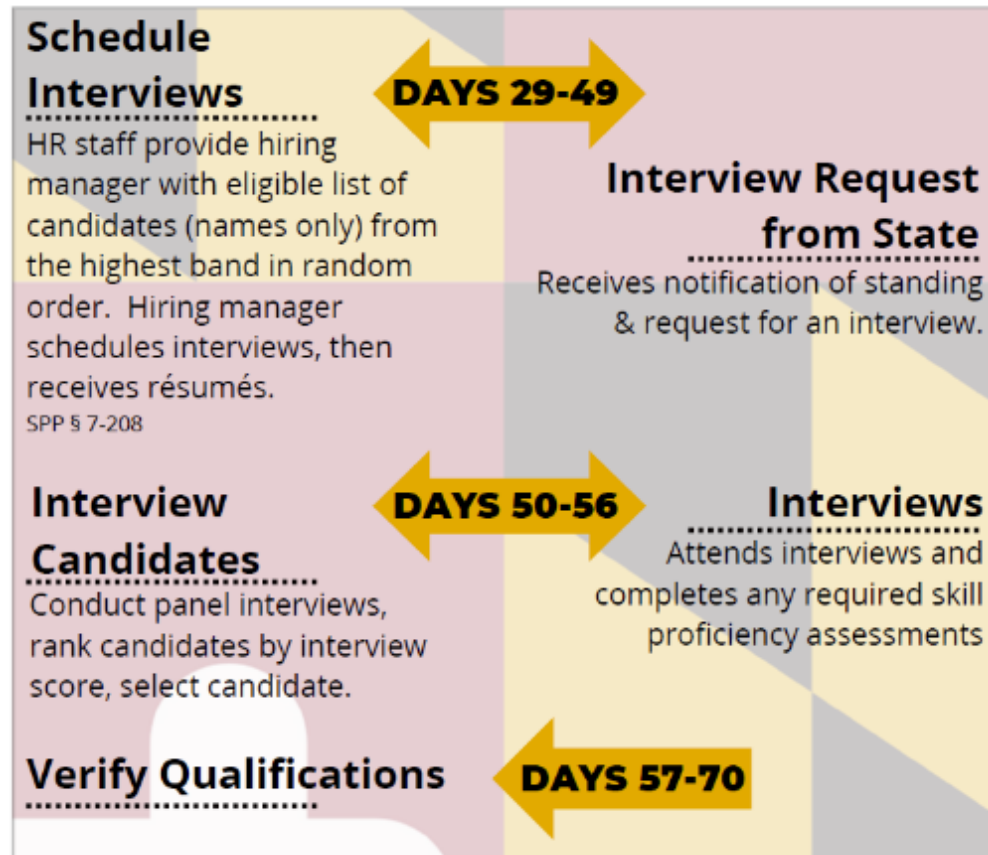 Schedule
Interviews
DAYS 29-49
HR staff provide hiring
manager with eligible list of
candidates (names only) from
the highest band in random
order.  Hiring manager
schedules interviews, then
receives résumés.
SPP § 7-208
Interview Request
from State
Receives notification of standing
& request for an interview.
Interview
Candidates
DAYS 50-56
Conduct panel interviews,
rank candidates by interview
score, select candidate.
Interviews
Attends interviews and
completes any required skill
proficiency assessments
Verify Qualifications
DAYS 57-70